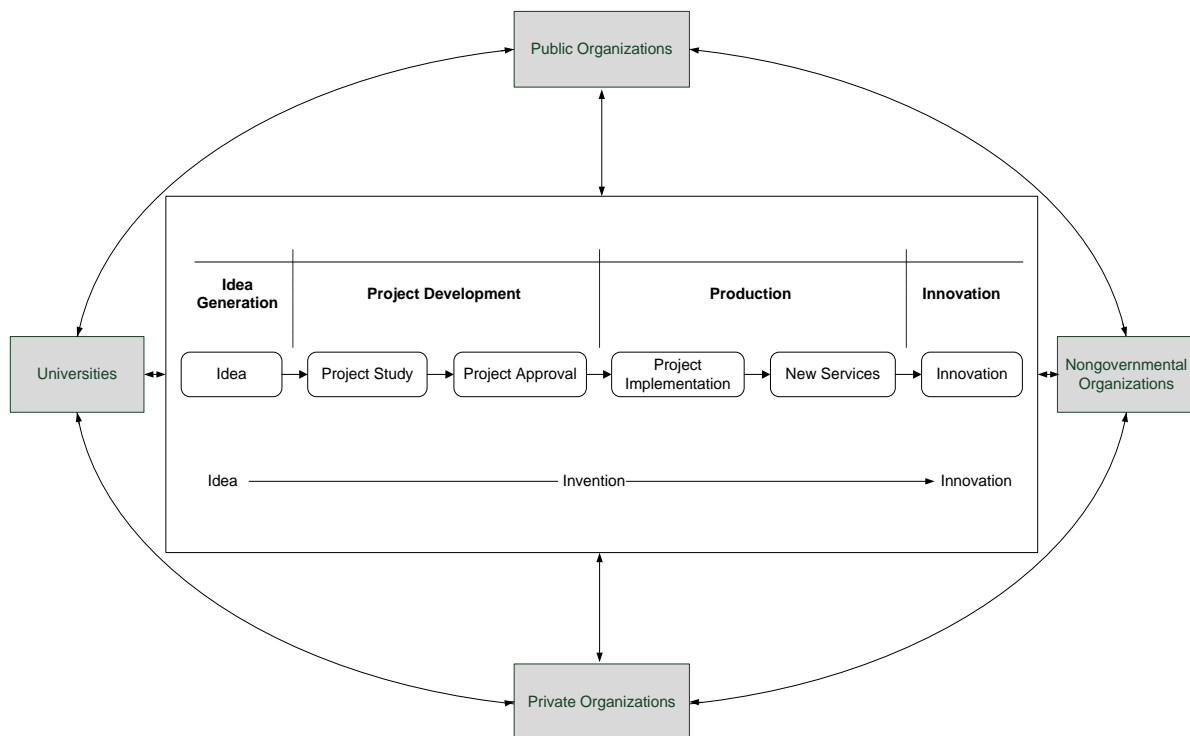 Public Organizations
Idea
Generation
Project Development
Production
Innovation
Universities
Idea
Project Study
Project Approval
Project
Implementation
New Services
Innovation
Nongovernmental
Organizations
Idea
Invention
Innovation
Private Organizations